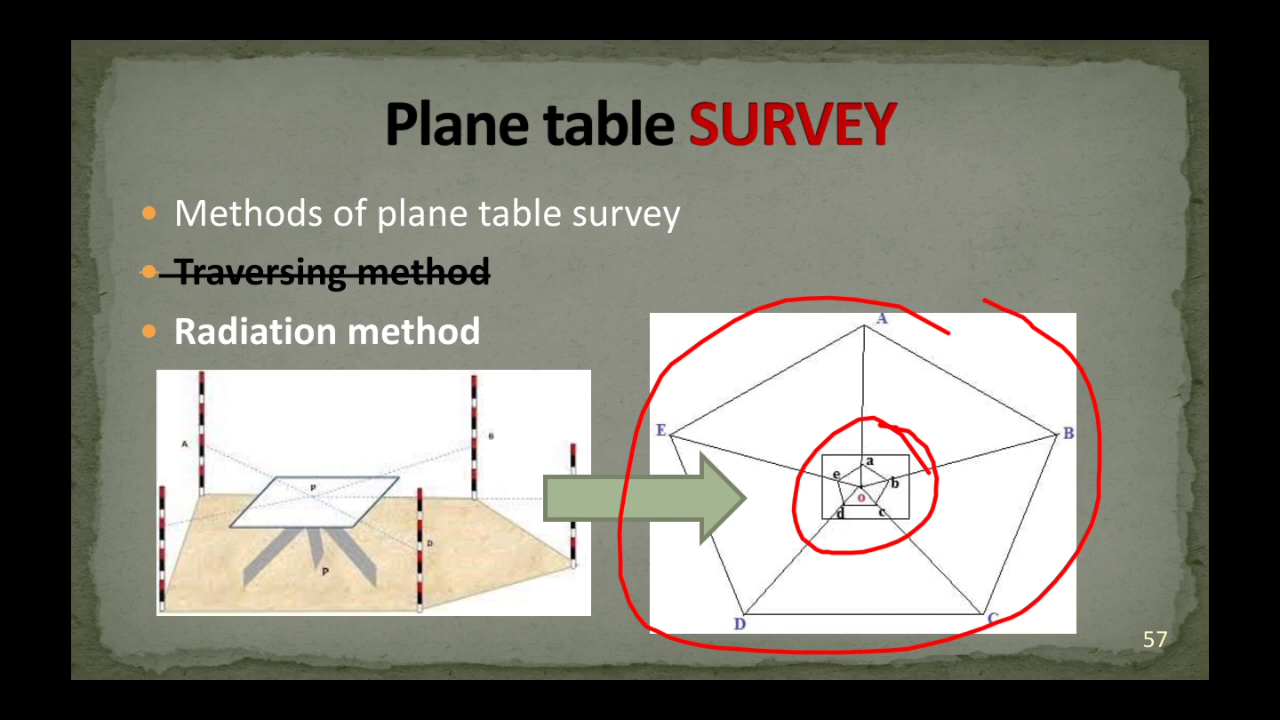 Plane table SURVEY
Methods of plane table survey
Traversing method
Radiation method
A
B
P
D
P
A
E
B
a
e
b
o
d
c
D
C
57